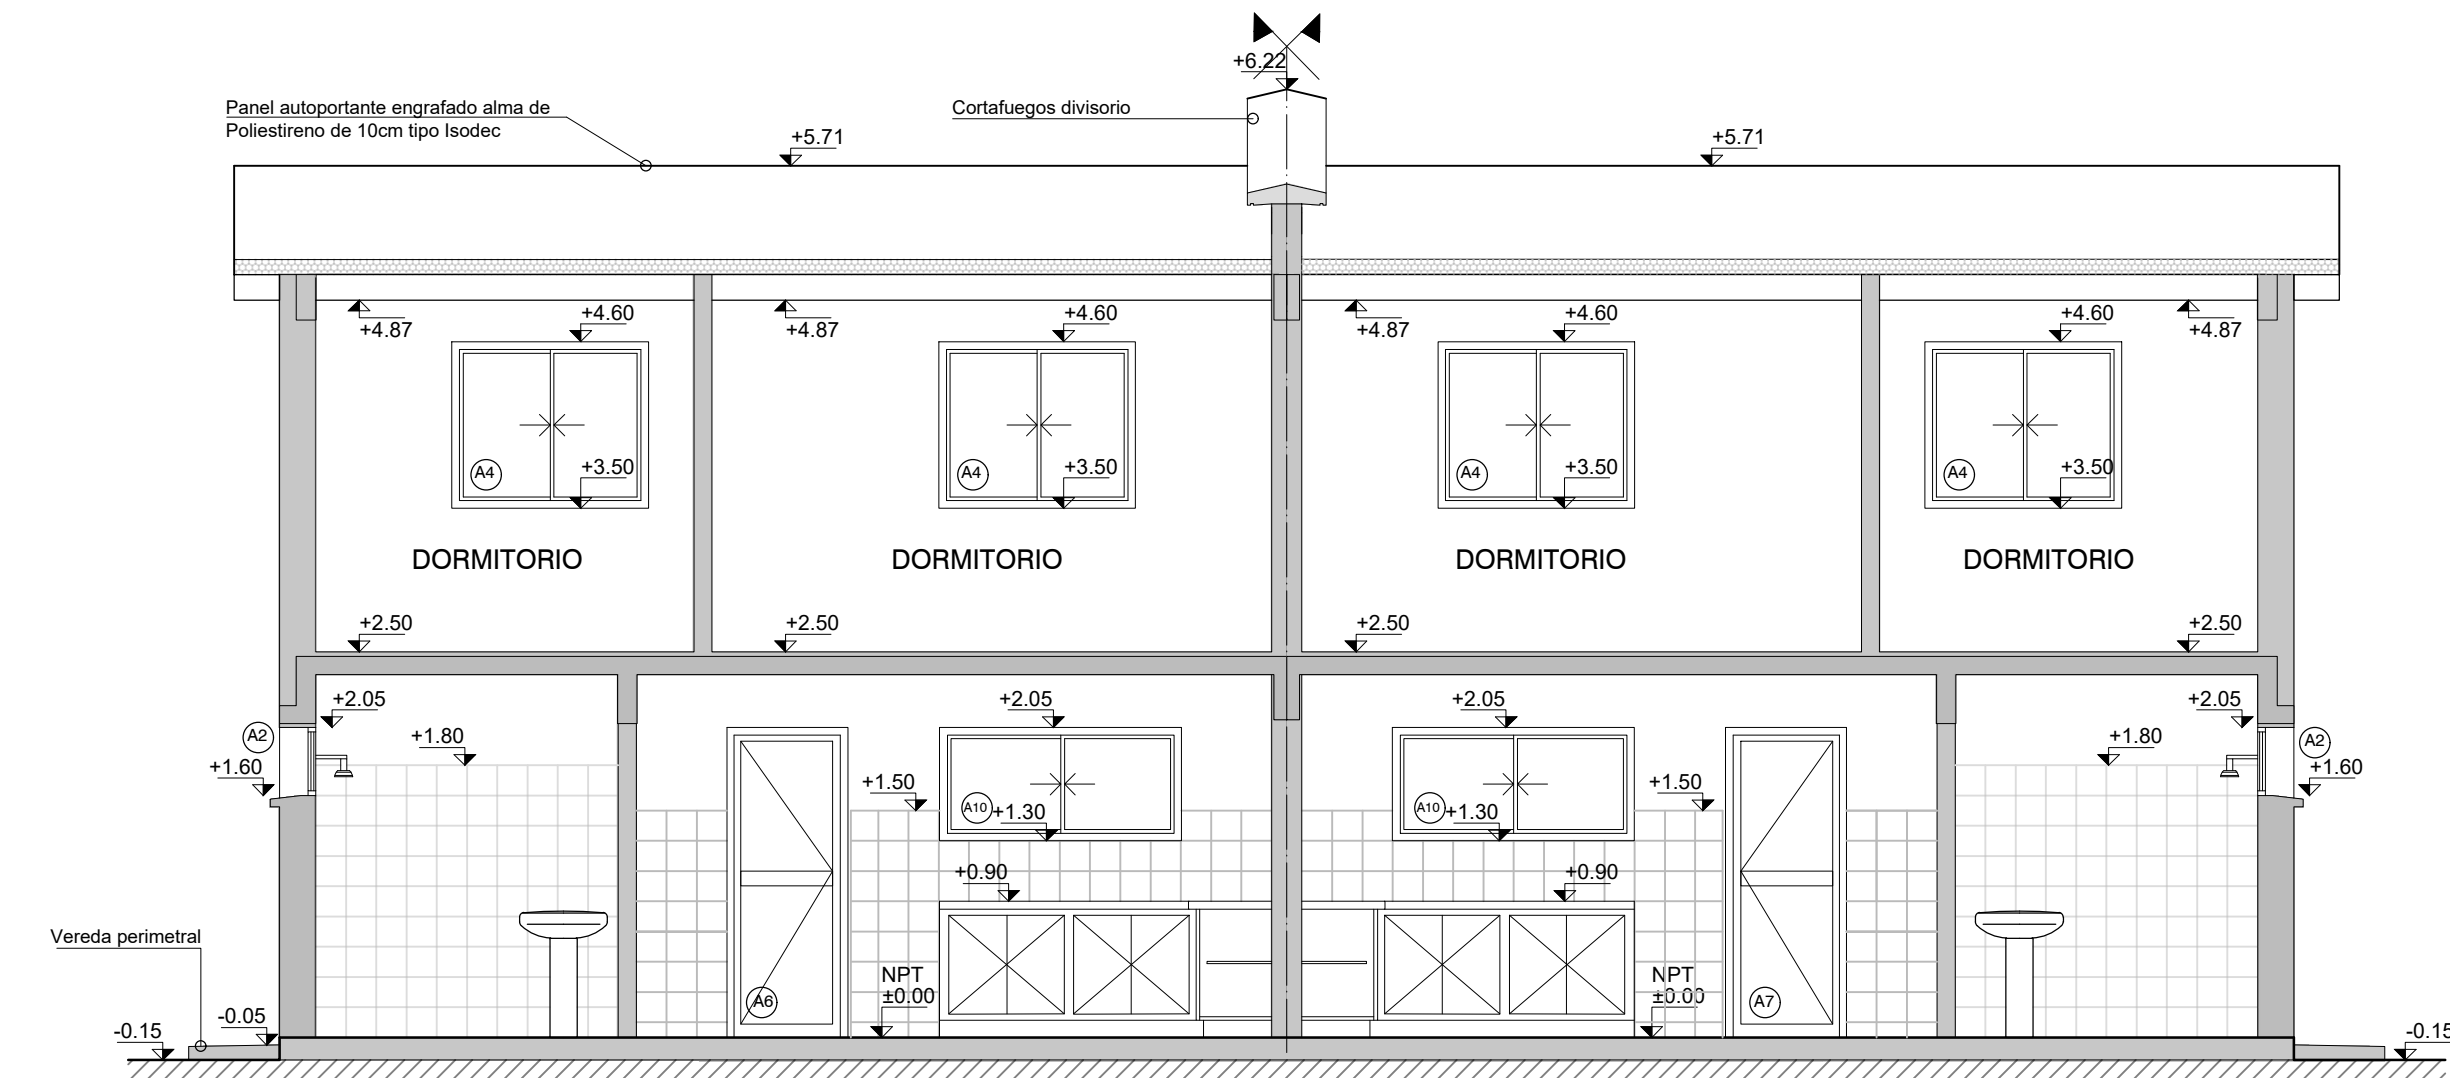 +6.22
Panel autoportante engrafado alma de
Poliestireno de 10cm tipo Isodec
Cortafuegos divisorio
+5.71
+5.71
+4.87
+4.60
+4.87
+4.60
+4.87
+4.60
+4.60
+4.87
A4
+3.50
A4
+3.50
A4
+3.50
A4
+3.50
DORMITORIO
DORMITORIO
DORMITORIO
DORMITORIO
+2.50
+2.50
+2.50
+2.50
+2.05
+2.05
+2.05
+2.05
A2
+1.80
+1.80
A2
+1.60
+1.60
+1.50
+1.50
A10
+1.30
A10
+1.30
+0.90
+0.90
Vereda perimetral
NPT
±0.00
NPT
±0.00
A6
A7
-0.05
-0.15
-0.15